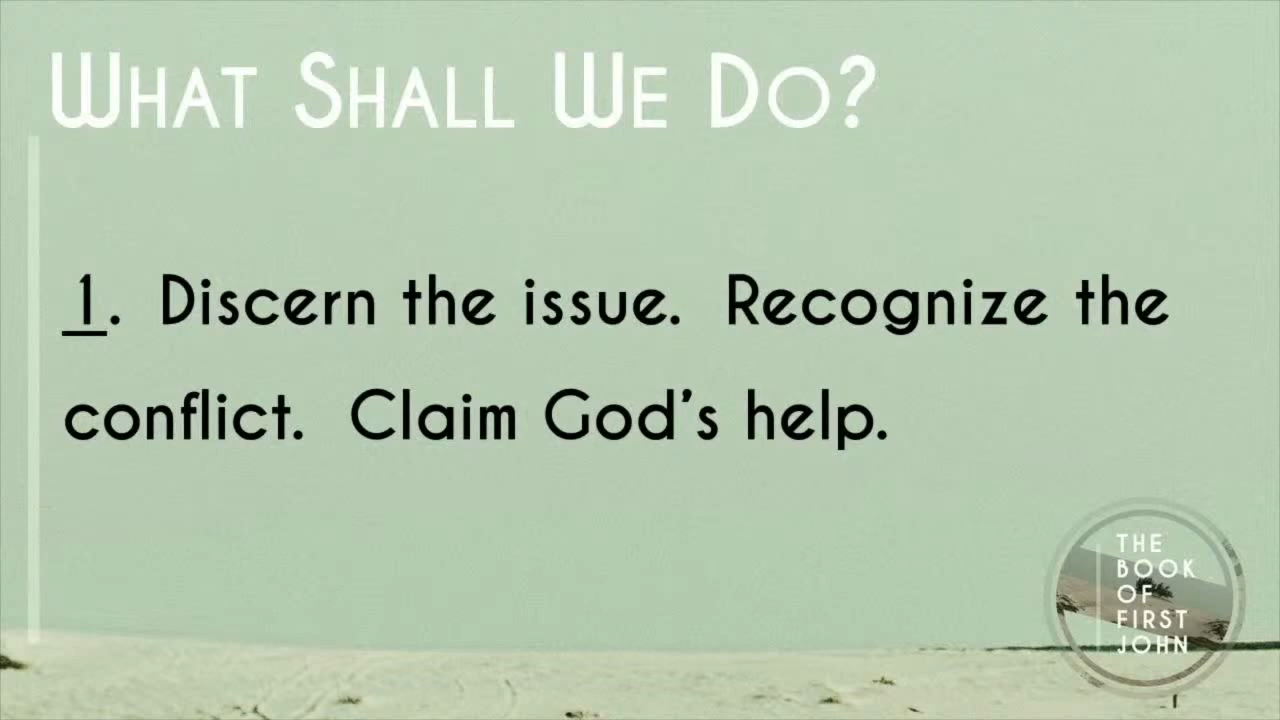 WHAT SHALL WE DO?
1. Discern the issue. Recognize the
conflict. Claim God's help.
THE
BOOK
OF
FIRST
JOHN